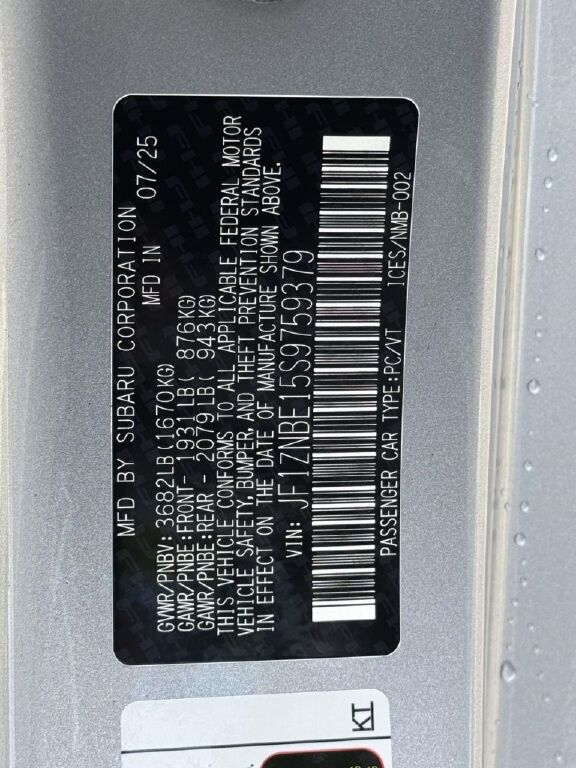 MFD BY SUBARU CORPORATION
MFD IN 07/25
GVWR/PNBV: 3682LB(1670KG)
GAWR/PNBE:FRONT- 1931LB( 876KG)
GAWR/PNBE:REAR - 2079LB( 943KG)
THIS VEHICLE CONFORMS TO ALL APPLICABLE FEDERAL MOTOR
VEHICLE SAFETY, BUMPER, AND THEFT PREVENTION STANDARDS
IN EFFECT ON THE DATE OF MANUFACTURE SHOWN ABOVE.
VIN: JF1ZNBE15S9759379
PASSENGER CAR TYPE:PC/VT ICES/NMB-002
KI